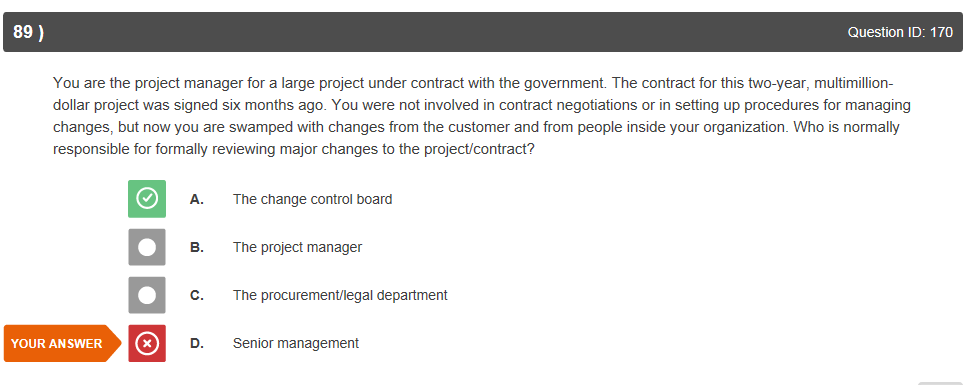 89 ) Question ID: 170
You are the project manager for a large project under contract with the government. The contract for this two-year, multimillion-
dollar project was signed six months ago. You were not involved in contract negotiations or in setting up procedures for managing
changes, but now you are swamped with changes from the customer and from people inside your organization. Who is normally
responsible for formally reviewing major changes to the project/contract?
A. The change control board
B. The project manager
C. The procurement/legal department
YOUR ANSWER D. Senior management